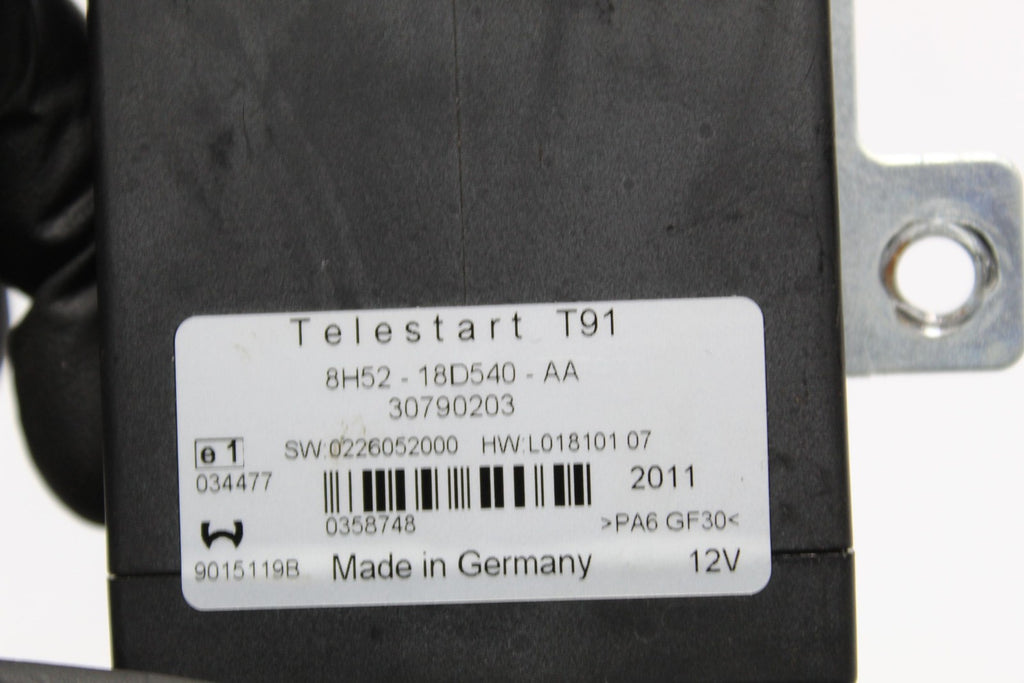 Telestart T91
8H52 - 18D540 - AA
30790203
SW:0226052000 HW:L018101 07
e 1
034477
2011
0358748
>PA6 GF30<
9015119B
Made in Germany
12V